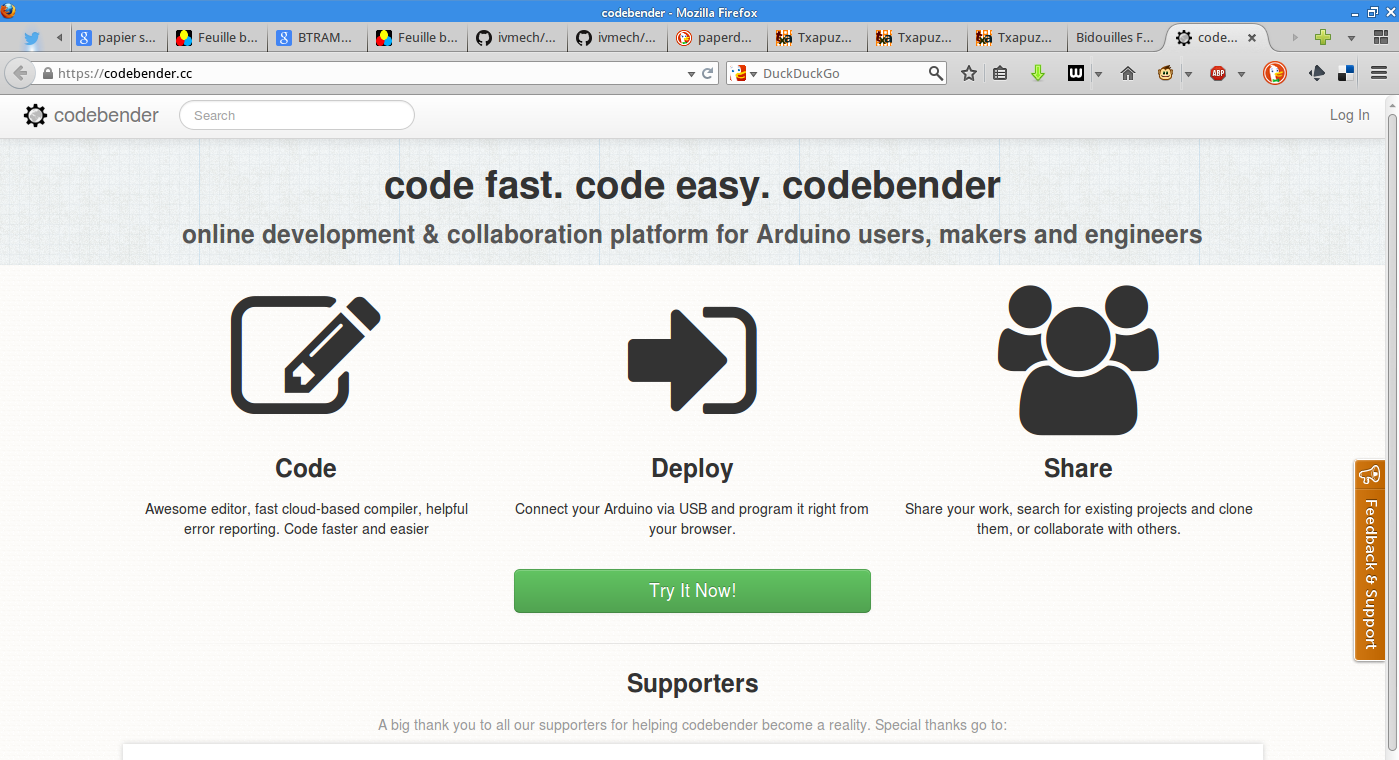 codebender - Mozilla Firefox
papier s...
Feuille b...
BTRAM...
Feuille b...
ivmech/...
ivmech/...
paperd...
Txapuz...
Txapuz...
Txapuz...
Bidouilles F...
code...
https://codebender.cc
DuckDuckGo
W
ABP
codebender
Search
Log In
code fast. code easy. codebender
online development & collaboration platform for Arduino users, makers and engineers
Code
Deploy
Share
Awesome editor, fast cloud-based compiler, helpful
error reporting. Code faster and easier
Connect your Arduino via USB and program it right from
your browser.
Share your work, search for existing projects and clone
them, or collaborate with others.
Try It Now!
Feedback & Support
Supporters
A big thank you to all our supporters for helping codebender become a reality. Special thanks go to: